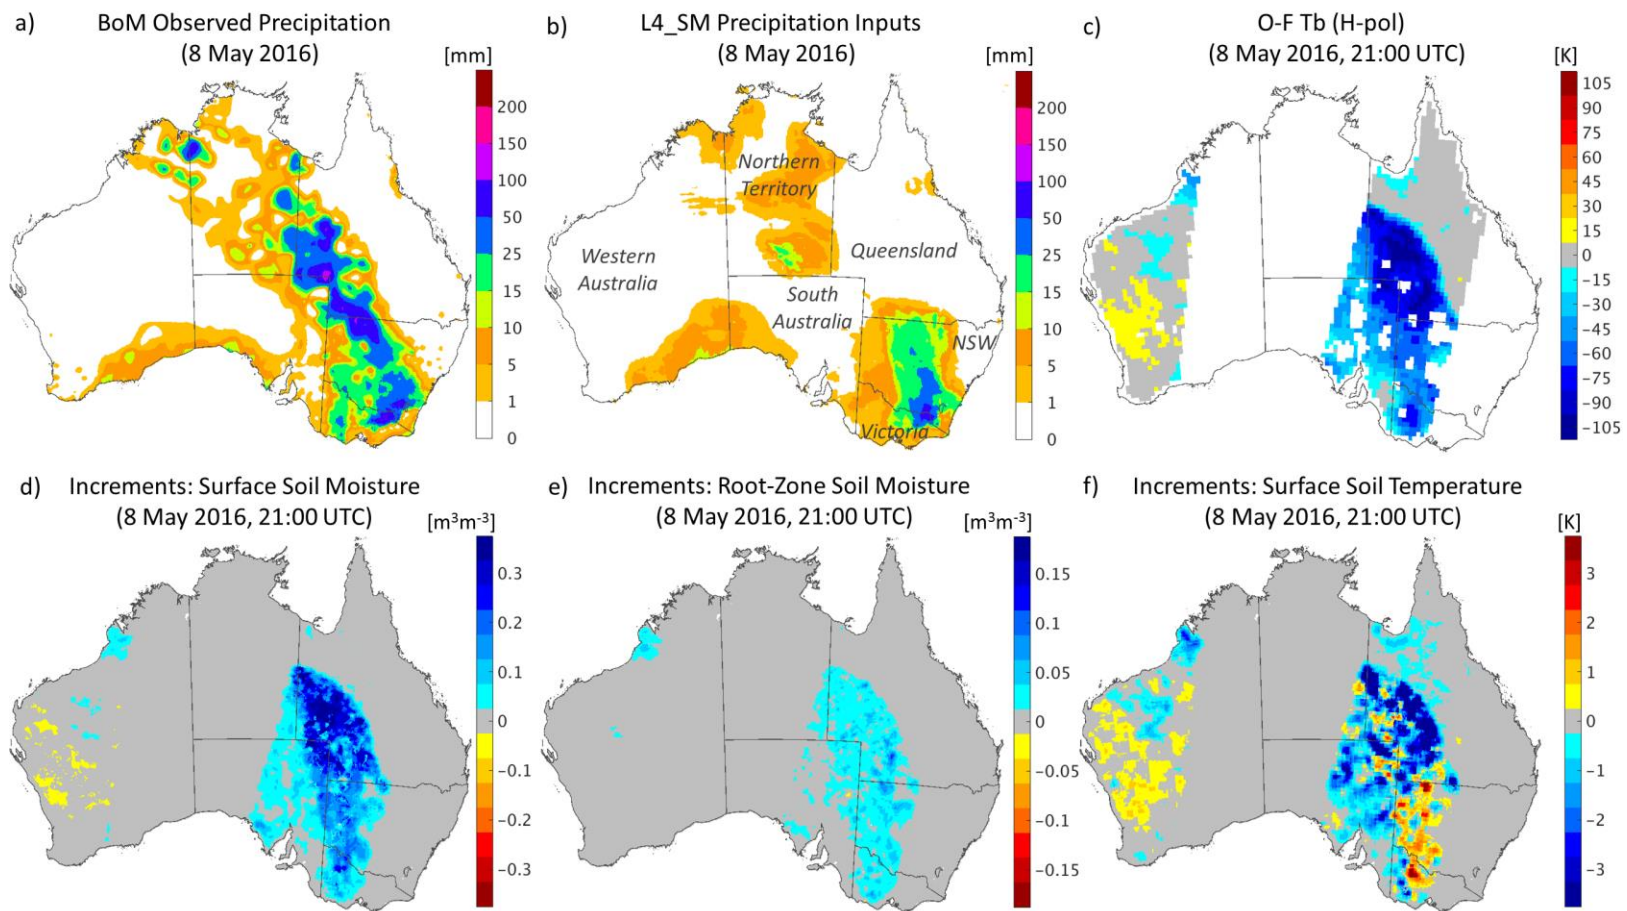 a) BoM Observed Precipitation
(8 May 2016)
[mm]
200
150
100
50
25
15
10
5
1
0
b) L4_SM Precipitation Inputs
(8 May 2016)
[mm]
Northern
Territory
Western
Australia
Queensland
South
Australia
NSW
Victoria
200
150
100
50
25
15
10
5
1
0
c) O-F Tb (H-pol)
(8 May 2016, 21:00 UTC)
[K]
105
90
75
60
45
30
15
0
−15
−30
−45
−60
−75
−90
−105
d) Increments: Surface Soil Moisture
(8 May 2016, 21:00 UTC)
[m³m⁻³]
0.3
0.2
0.1
0
−0.1
−0.2
−0.3
e) Increments: Root-Zone Soil Moisture
(8 May 2016, 21:00 UTC)
[m³m⁻³]
0.15
0.1
0.05
0
−0.05
−0.1
−0.15
f) Increments: Surface Soil Temperature
(8 May 2016, 21:00 UTC)
[K]
3
2
1
0
−1
−2
−3